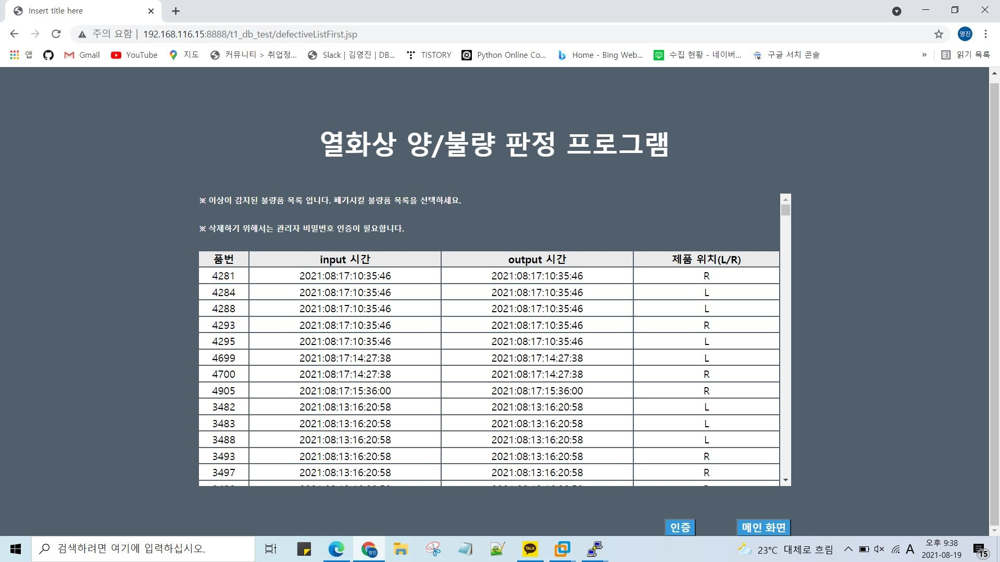 Insert title here
주의 요함 | 192.168.116.15:8888/t1_db_test/defectiveListFirst.jsp
영진
앱 Gmail YouTube 지도 커뮤니티 > 취업정... Slack | 김영진 | DB... TISTORY Python Online Co... Home - Bing Web... 수집 현황 - 네이버... 구글 서치 콘솔 » 읽기 목록
열화상 양/불량 판정 프로그램
※ 이상이 감지된 불량품 목록 입니다. 폐기시킬 불량품 목록을 선택하세요.
※ 삭제하기 위해서는 관리자 비밀번호 인증이 필요합니다.
품번 input 시간 output 시간 제품 위치(L/R)
4281 2021:08:17:10:35:46 2021:08:17:10:35:46 R
4284 2021:08:17:10:35:46 2021:08:17:10:35:46 L
4288 2021:08:17:10:35:46 2021:08:17:10:35:46 L
4293 2021:08:17:10:35:46 2021:08:17:10:35:46 R
4295 2021:08:17:10:35:46 2021:08:17:10:35:46 L
4699 2021:08:17:14:27:38 2021:08:17:14:27:38 L
4700 2021:08:17:14:27:38 2021:08:17:14:27:38 R
4905 2021:08:17:15:36:00 2021:08:17:15:36:00 R
3482 2021:08:13:16:20:58 2021:08:13:16:20:58 L
3483 2021:08:13:16:20:58 2021:08:13:16:20:58 L
3488 2021:08:13:16:20:58 2021:08:13:16:20:58 L
3493 2021:08:13:16:20:58 2021:08:13:16:20:58 R
3497 2021:08:13:16:20:58 2021:08:13:16:20:58 R
인증 메인 화면
검색하려면 여기에 입력하십시오.
영진
TALK
23°C 대체로 흐림
A
오후 9:38
2021-08-19
15